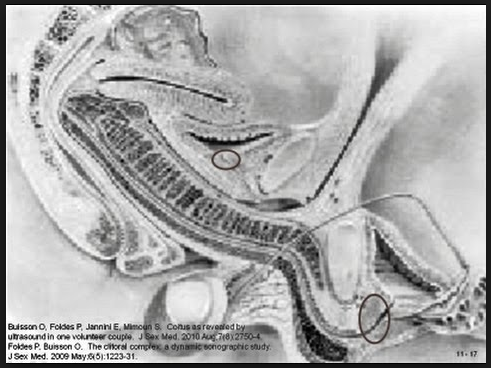 Buisson O, Foldes P, Jannini E, Mimoun S. Coitus as revealed by
ultrasound in one volunteer couple. J Sex Med. 2010 Aug;7(8):2750-4.
Foldes P, Buisson O. The clitoral complex: a dynamic sonographic study.
J Sex Med. 2009 May;6(5):1223-31.
11 - 17